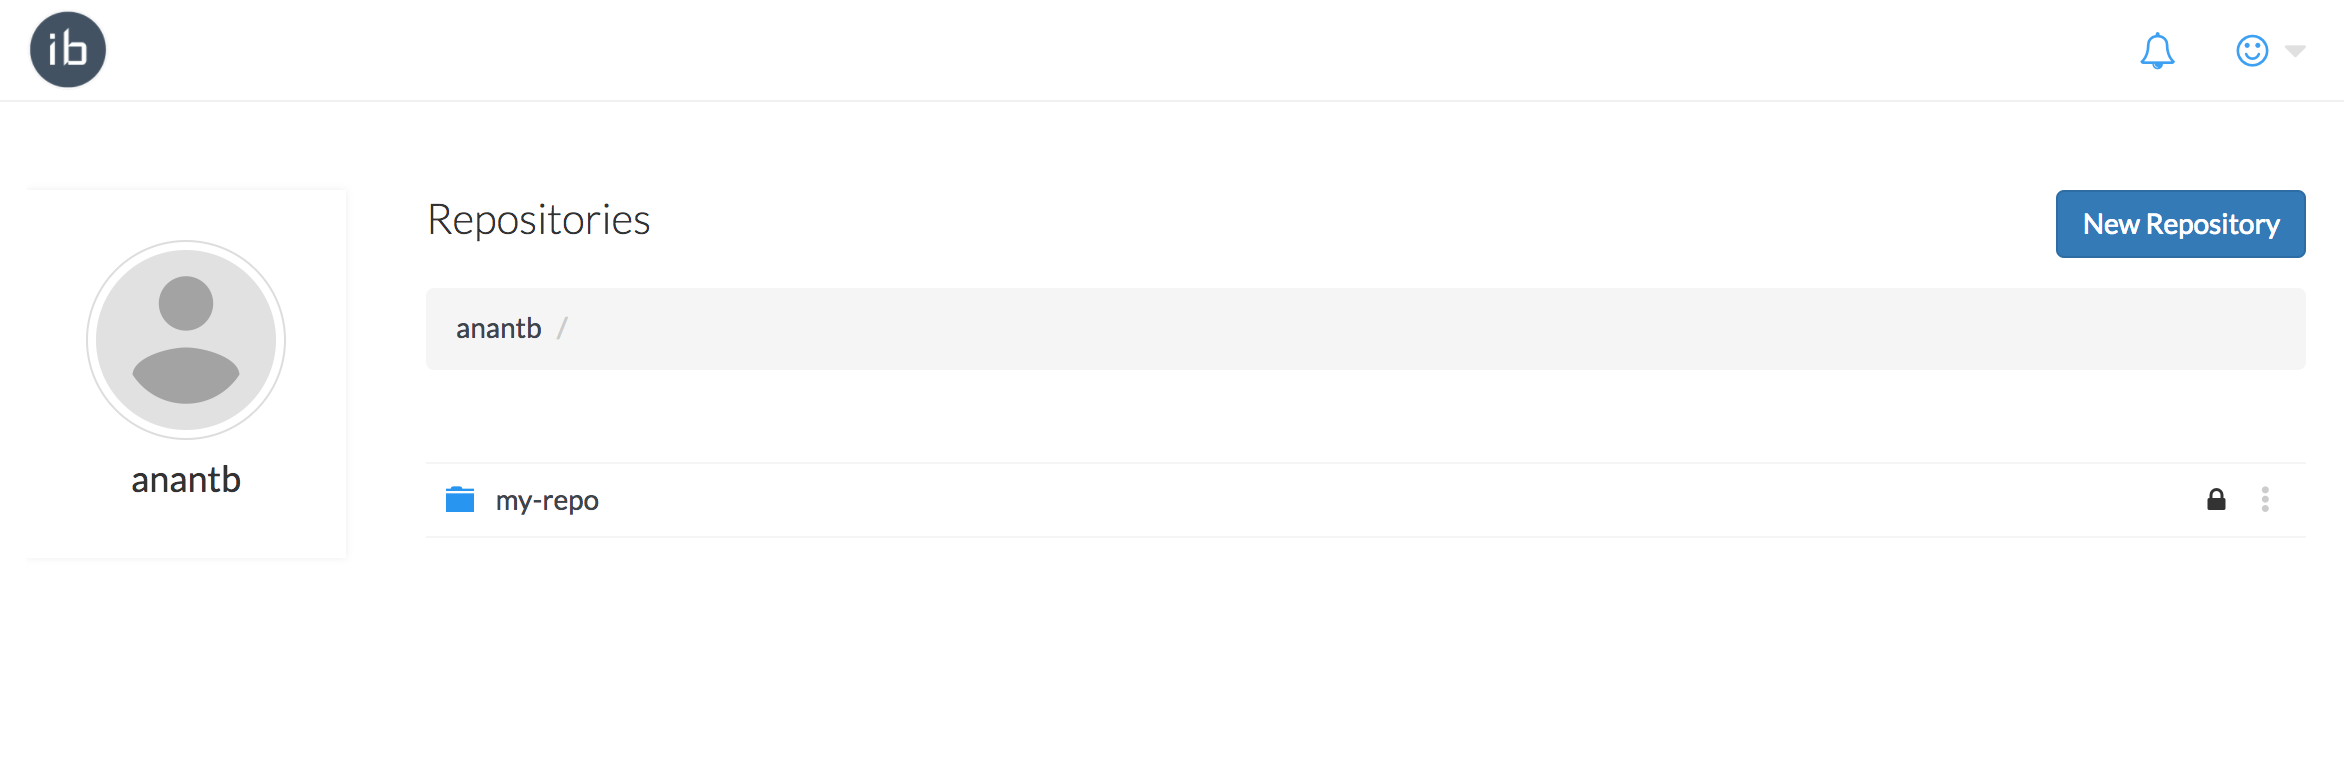 ib
Repositories
New Repository
anantb /
anantb
my-repo